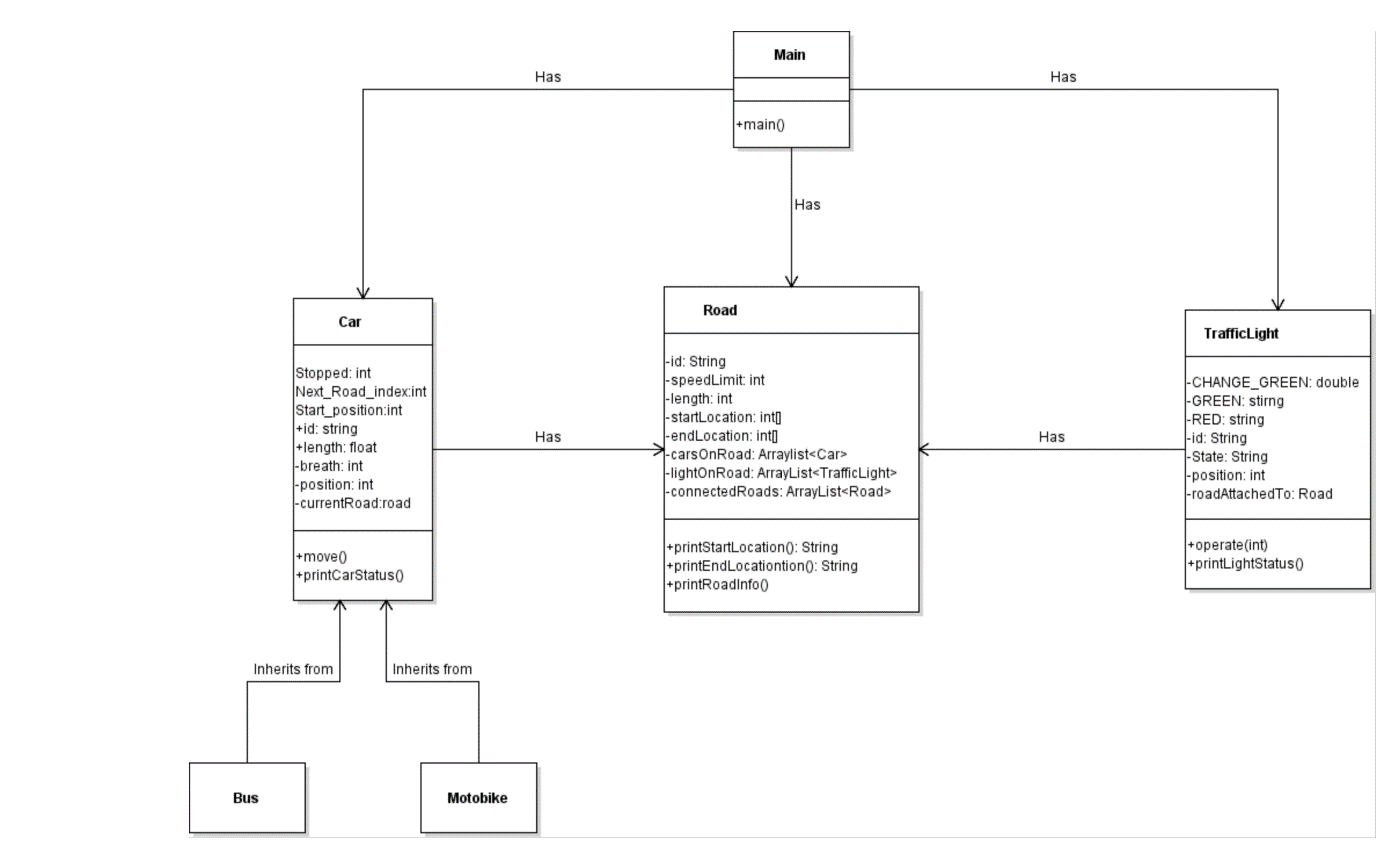 Main
+main()
Has
Has
Has
Car
Stopped: int
Next_Road_index:int
Start_position:int
+id: string
+length: float
-breath: int
-position: int
-currentRoad:road
+move()
+printCarStatus()
Has
Road
-id: String
-speedLimit: int
-length: int
-startLocation: int[]
-endLocation: int[]
-carsOnRoad: Arraylist<Car>
-lightOnRoad: ArrayList<TrafficLight>
-connectedRoads: ArrayList<Road>
+printStartLocation(): String
+printEndLocationtion(): String
+printRoadInfo()
Has
TrafficLight
-CHANGE_GREEN: double
-GREEN: stirng
-RED: string
-id: String
-State: String
-position: int
-roadAttachedTo: Road
+operate(int)
+printLightStatus()
Inherits from
Inherits from
Bus
Motobike